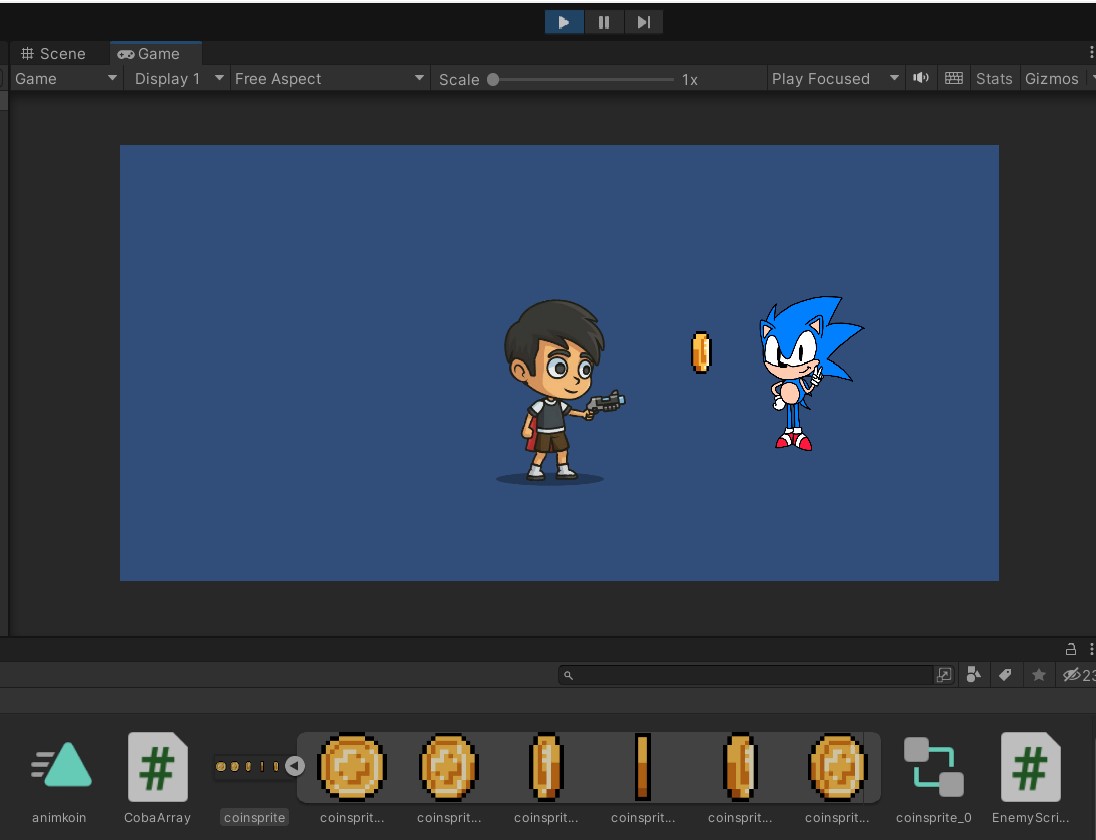 Scene Game
Game Display 1 Free Aspect Scale 1x Play Focused Stats Gizmos
23
animkoin CobaArray coinsprite coinsprit... coinsprit... coinsprit... coinsprit... coinsprit... coinsprit... coinsprite_0 EnemyScri...